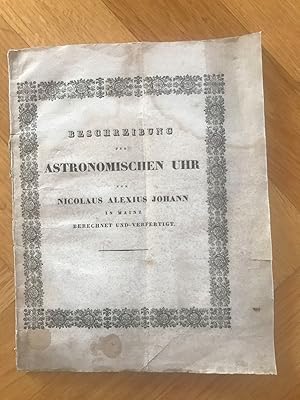 BESCHREIBUNG
DER
ASTRONOMISCHEN UHR
VON
NICOLAUS ALEXIUS JOHANN
IN MAINZ
BERECHNET UND VERFERTIGT.